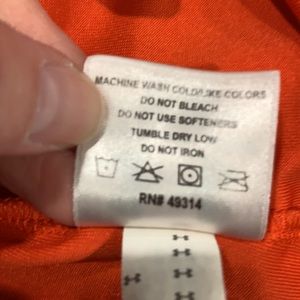 MACHINE WASH COLD/LIKE COLORS
DO NOT BLEACH
DO NOT USE SOFTENERS
TUMBLE DRY LOW
DO NOT IRON
RN# 49314